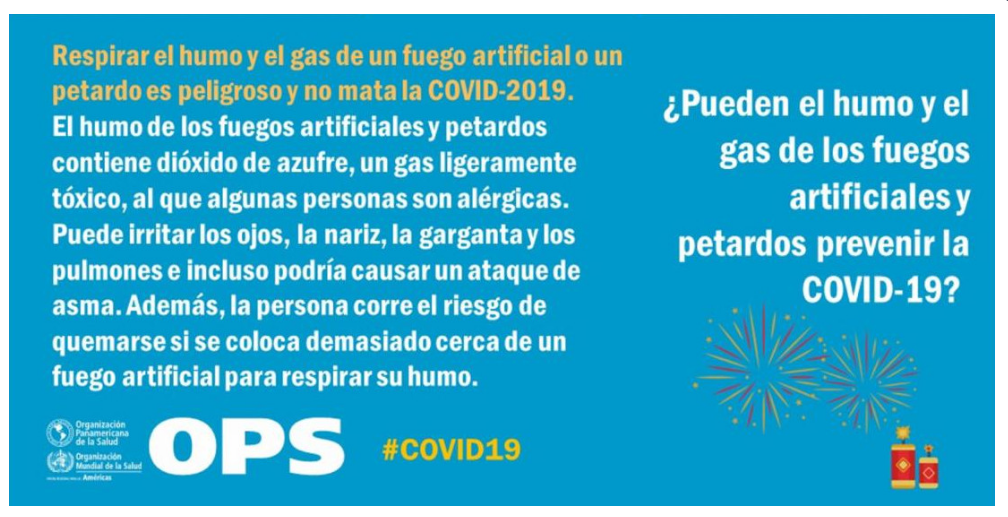 Respirar el humo y el gas de un fuego artificial o un
petardo es peligroso y no mata la COVID-2019.
El humo de los fuegos artificiales y petardos
contiene dióxido de azufre, un gas ligeramente
tóxico, al que algunas personas son alérgicas.
Puede irritar los ojos, la nariz, la garganta y los
pulmones e incluso podría causar un ataque de
asma. Además, la persona corre el riesgo de
quemarse si se coloca demasiado cerca de un
fuego artificial para respirar su humo.
¿Pueden el humo y el
gas de los fuegos
artificiales y
petardos prevenir la
COVID-19?
Organización
Panamericana
de la Salud
Organización
Mundial de la Salud
Américas
OPS
#COVID19